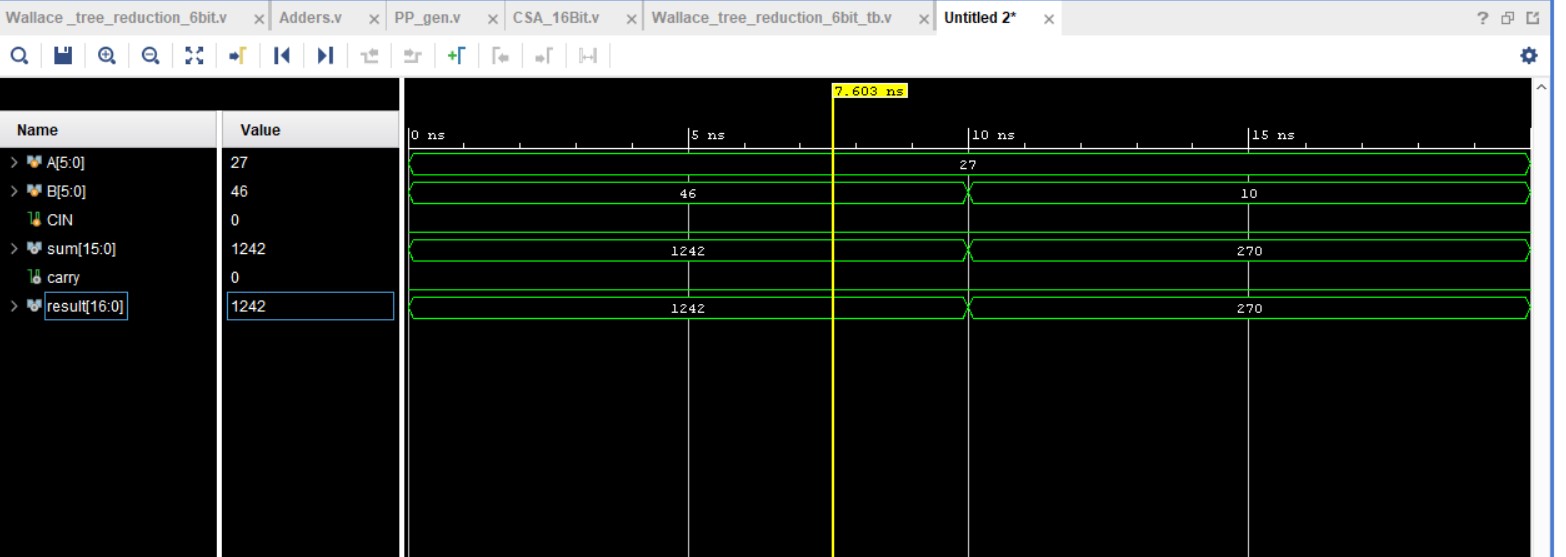 Wallace _tree_reduction_6bit.v × Adders.v × PP_gen.v × CSA_16Bit.v × Wallace_tree_reduction_6bit_tb.v × Untitled 2* × ?
7.603 ns
Name Value 0 ns 5 ns 10 ns 15 ns
A[5:0] 27 27
B[5:0] 46 46 10
CIN 0
sum[15:0] 1242 1242 270
carry 0
result[16:0] 1242 1242 270